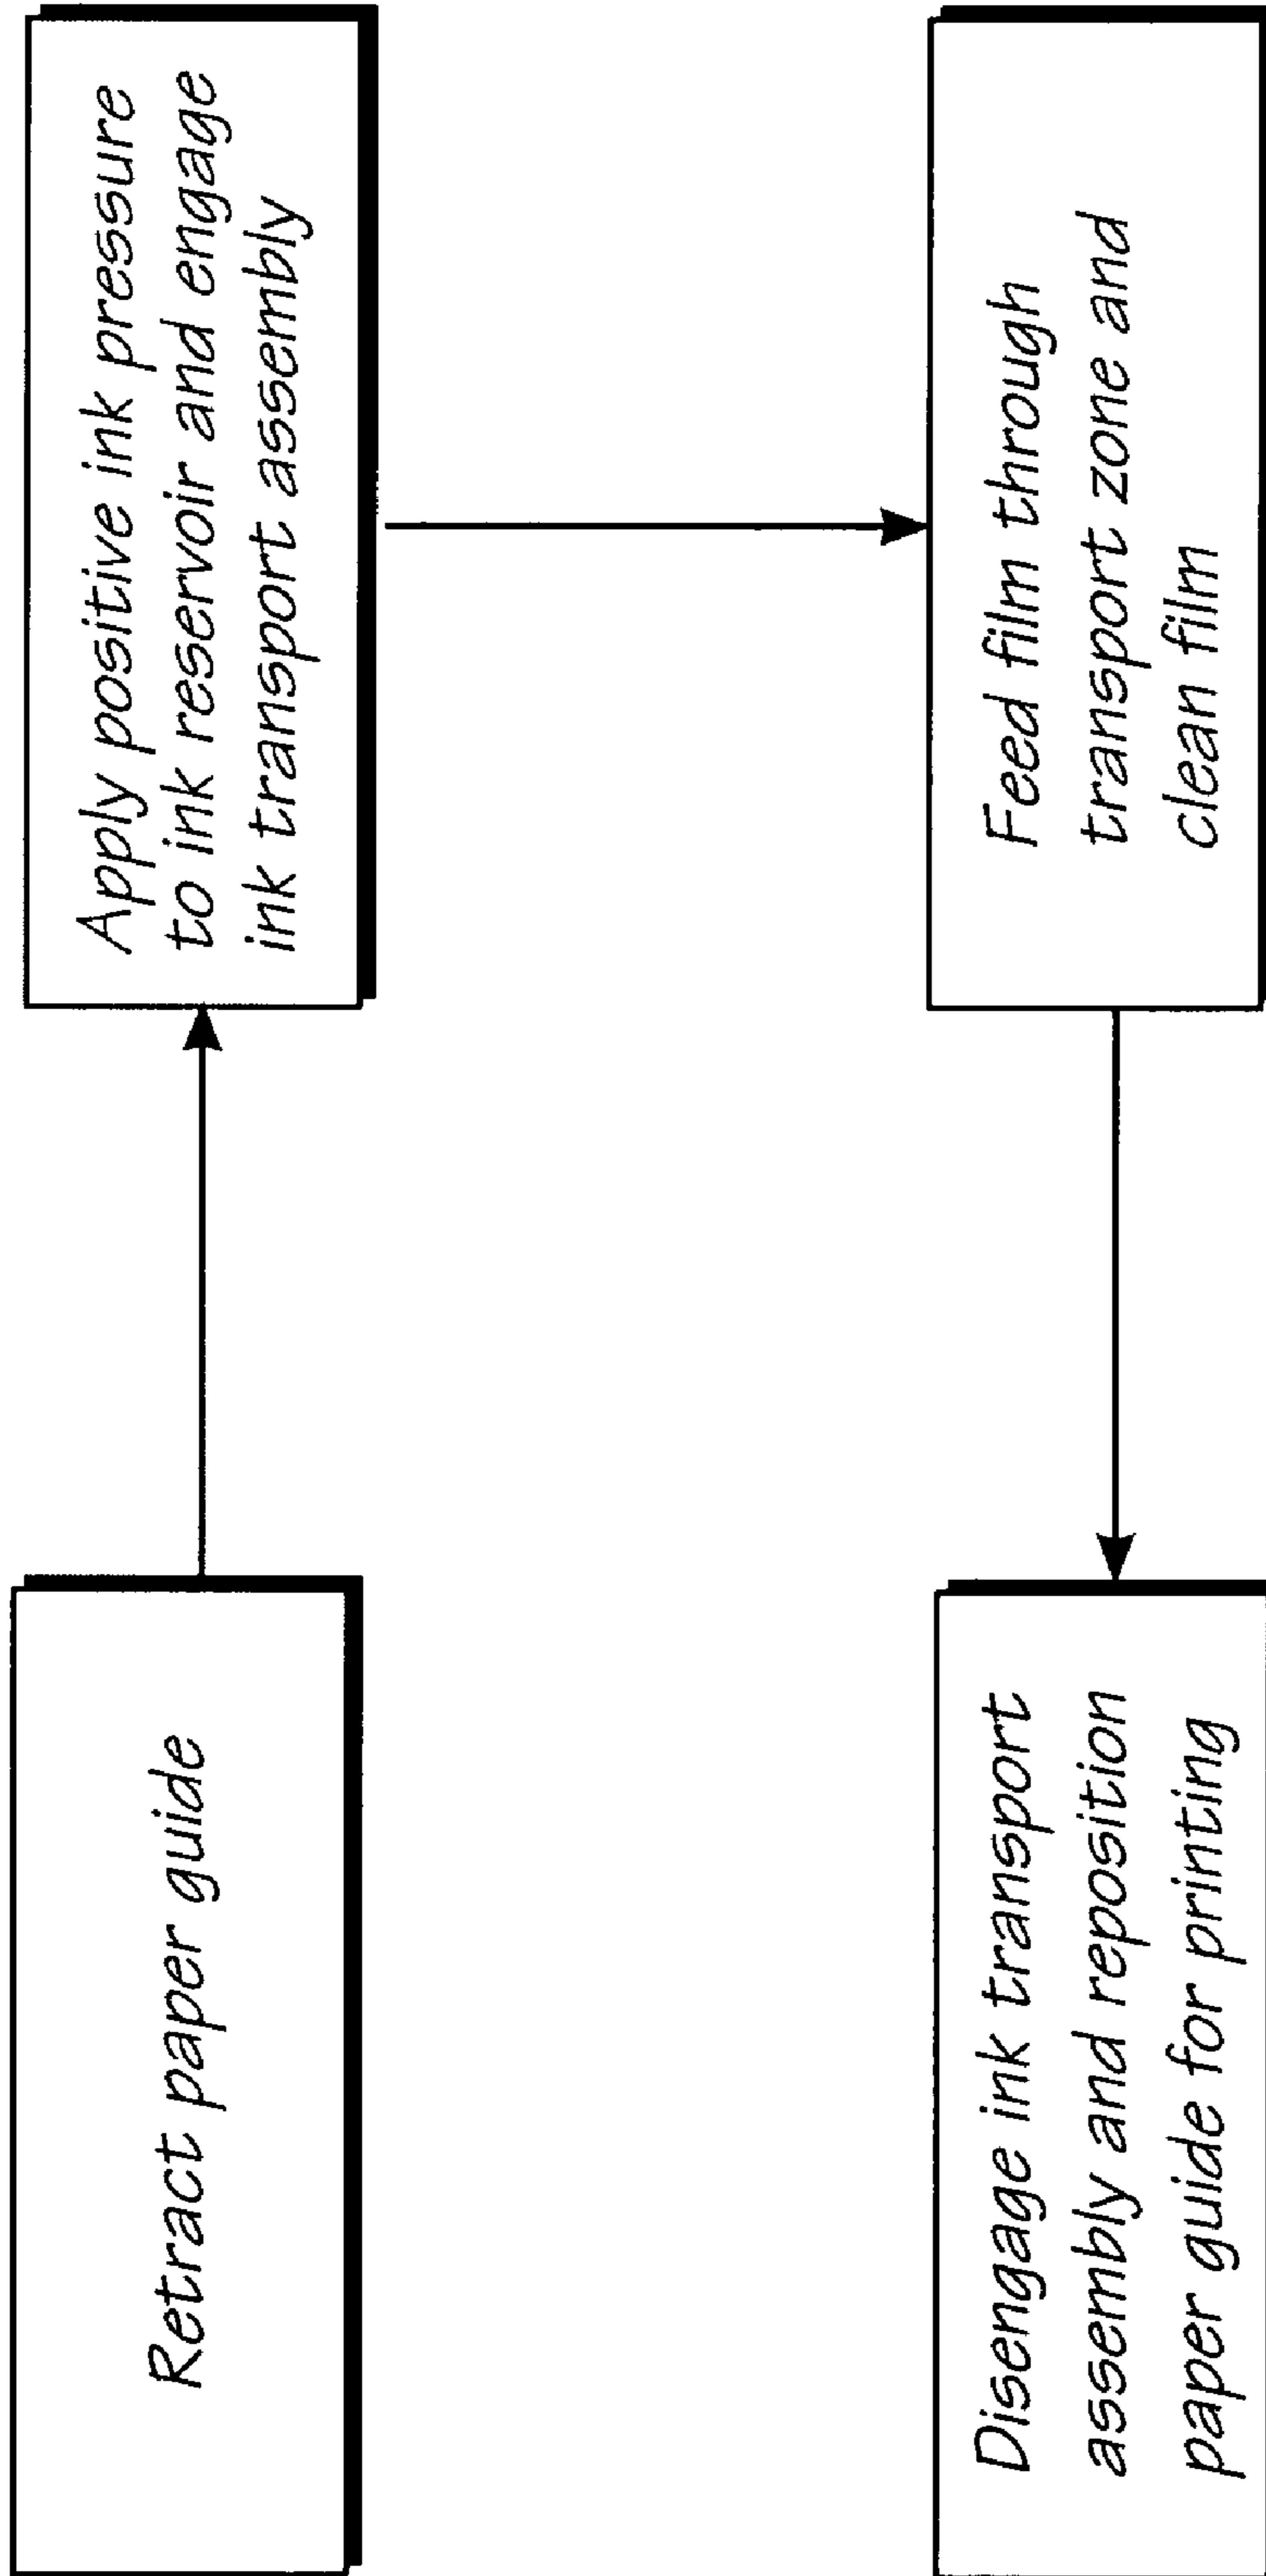 Retract paper guide
Apply positive ink pressure
to ink reservoir and engage
ink transport assembly
Feed film through
transport zone and
clean film
Disengage ink transport
assembly and reposition
paper guide for printing